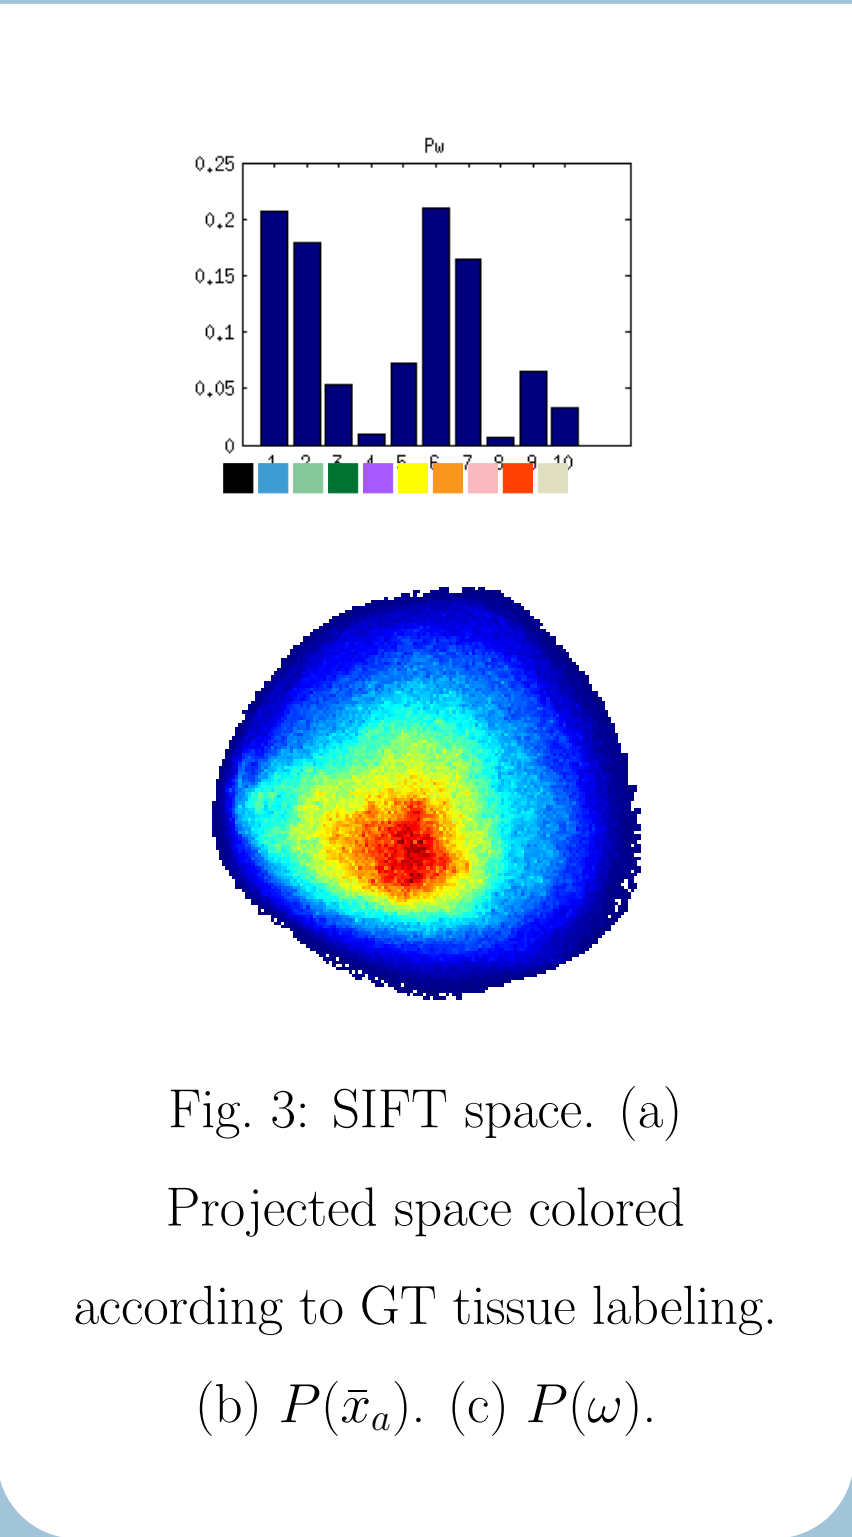 Pw
0.25
0.2
0.15
0.1
0.05
0
1 2 3 4 5 6 7 8 9 10
Fig. 3: SIFT space. (a)
Projected space colored
according to GT tissue labeling.
(b) P(x̄ₐ). (c) P(ω).